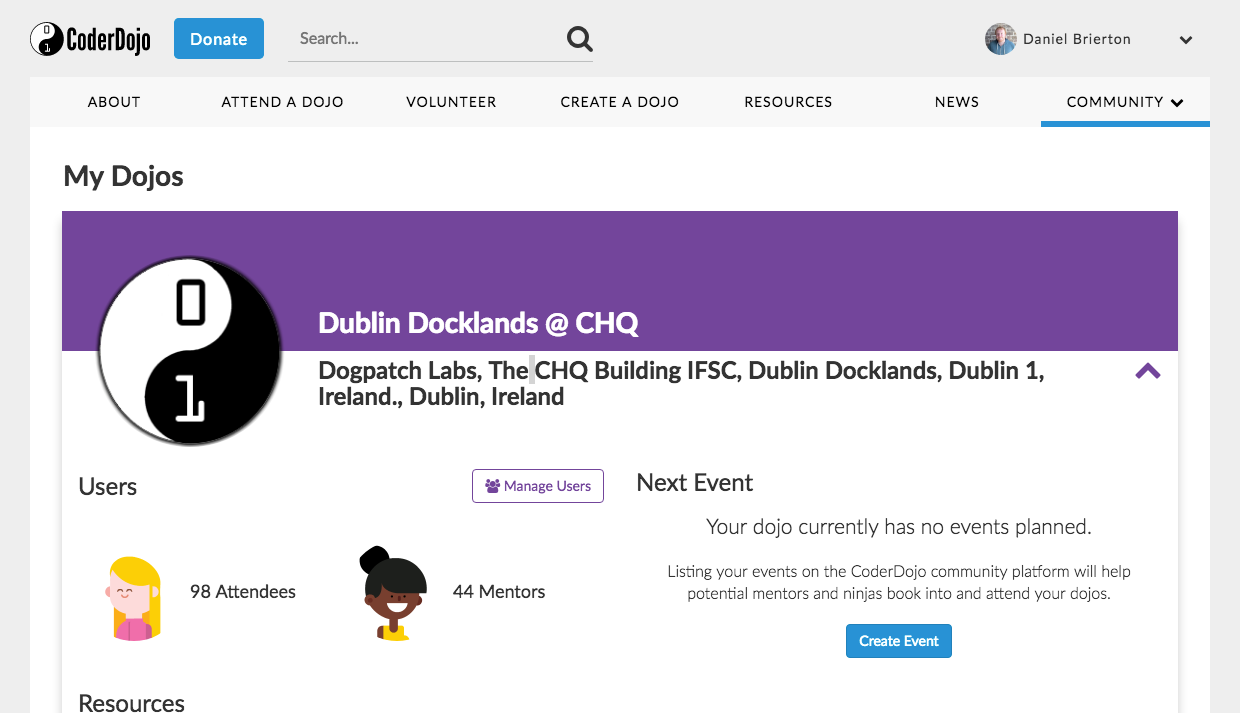 CoderDojo
Donate
Search...
Daniel Brierton
ABOUT
ATTEND A DOJO
VOLUNTEER
CREATE A DOJO
RESOURCES
NEWS
COMMUNITY
My Dojos
0
1
Dublin Docklands @ CHQ
Dogpatch Labs, The CHQ Building IFSC, Dublin Docklands, Dublin 1,
Ireland., Dublin, Ireland
Users
Manage Users
98 Attendees
44 Mentors
Next Event
Your dojo currently has no events planned.
Listing your events on the CoderDojo community platform will help
potential mentors and ninjas book into and attend your dojos.
Create Event
Resources